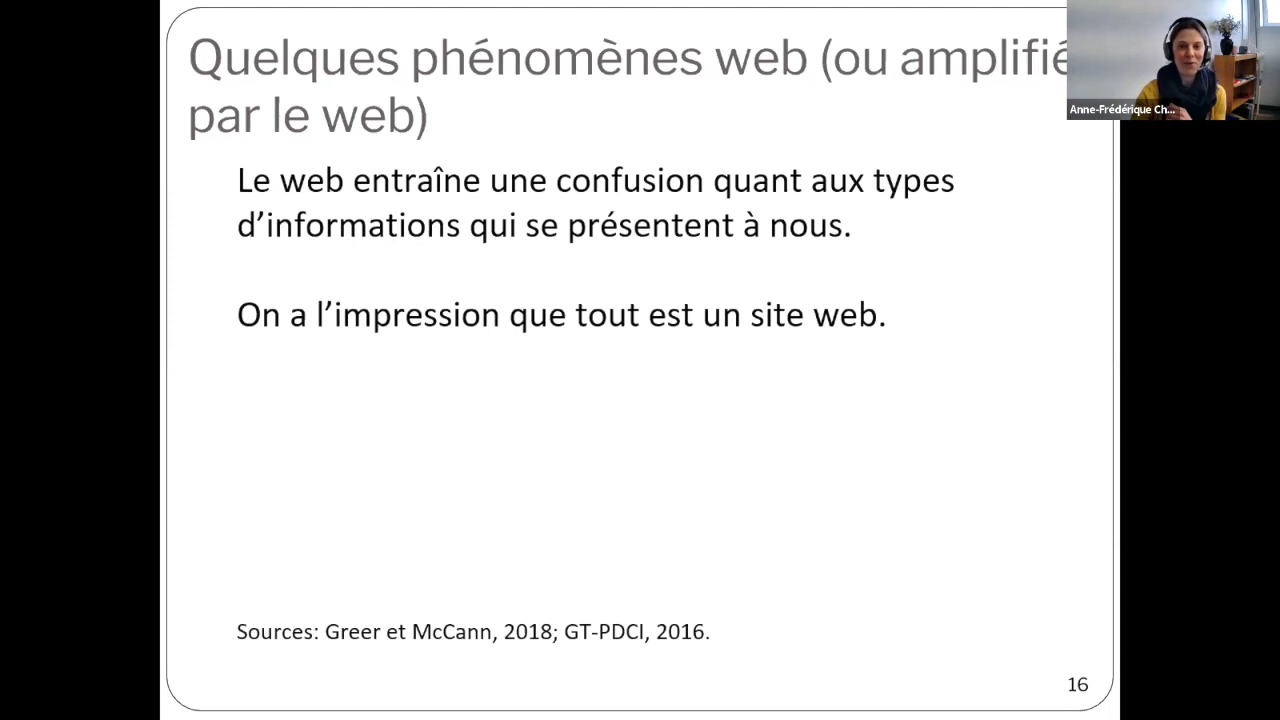 Quelques phénomènes web (ou amplifié
par le web)
Anne-Frédérique Ch...
Le web entraîne une confusion quant aux types
d’informations qui se présentent à nous.
On a l’impression que tout est un site web.
Sources: Greer et McCann, 2018; GT-PDCI, 2016.
16